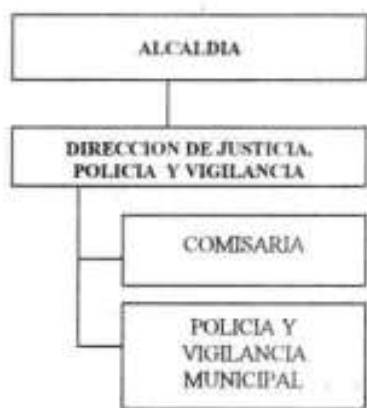 ALCALDIA
DIRECCION DE JUSTICIA,
POLICIA Y VIGILANCIA
COMISARIA
POLICIA Y
VIGILANCIA
MUNICIPAL